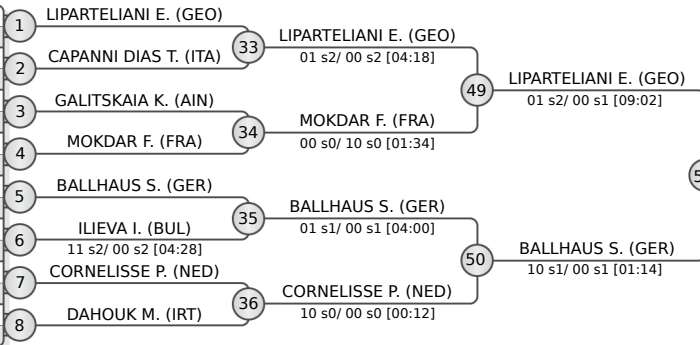 1
LIPARTELIANI E. (GEO)
2
CAPANNI DIAS T. (ITA)
33
LIPARTELIANI E. (GEO)
01 s2/ 00 s2 [04:18]
3
GALITSKAIA K. (AIN)
4
MOKDAR F. (FRA)
34
MOKDAR F. (FRA)
00 s0/ 10 s0 [01:34]
49
LIPARTELIANI E. (GEO)
01 s2/ 00 s1 [09:02]
5
BALLHAUS S. (GER)
6
ILIEVA I. (BUL)
11 s2/ 00 s2 [04:28]
35
BALLHAUS S. (GER)
01 s1/ 00 s1 [04:00]
7
CORNELISSE P. (NED)
8
DAHOUK M. (IRT)
36
CORNELISSE P. (NED)
10 s0/ 00 s0 [00:12]
50
BALLHAUS S. (GER)
10 s1/ 00 s1 [01:14]